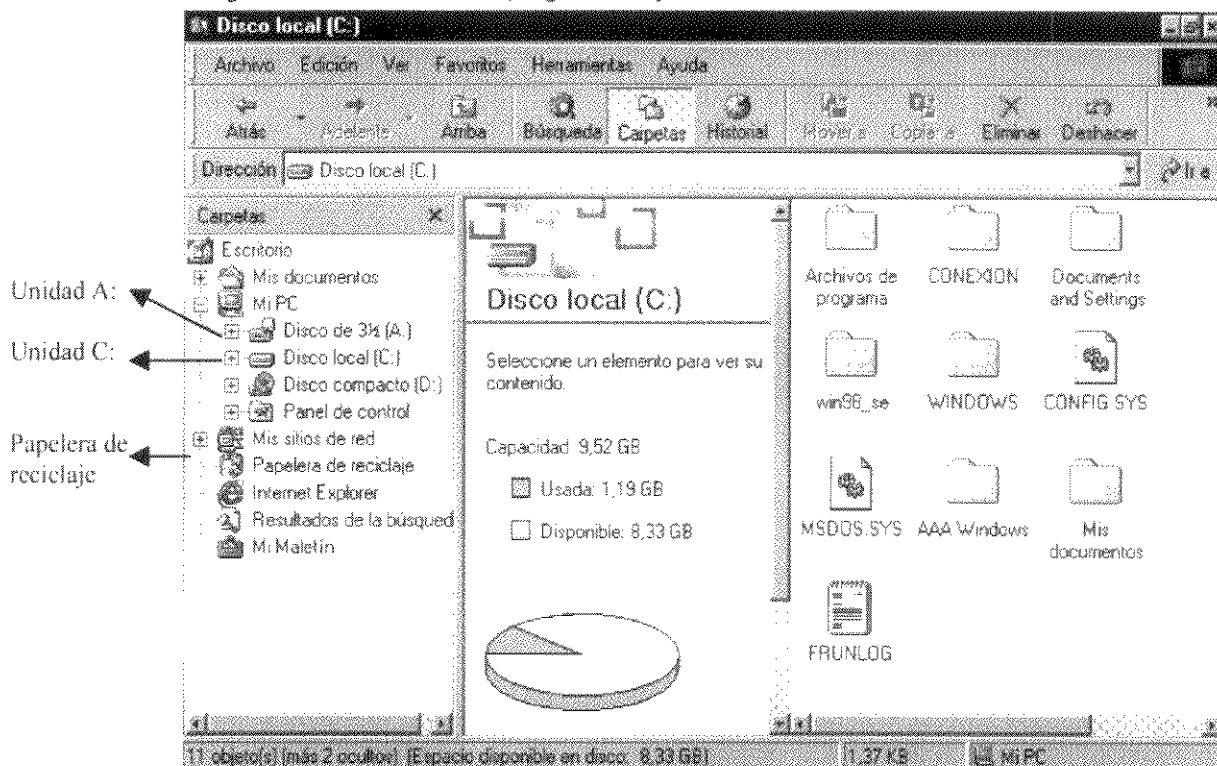 Disco local (C:)
Archivo Edición Ver Favoritos Herramientas Ayuda
Atrás Adelante Arriba Búsqueda Carpetas Historial Mover a Copiar a Eliminar Deshacer »
Dirección Disco local (C:) Ir a
Carpetas
Escritorio
Mis documentos
Mi PC
Disco de 3½ (A:)
Disco local (C:)
Disco compacto (D:)
Panel de control
Mis sitios de red
Papelera de reciclaje
Internet Explorer
Resultados de la búsqued
Mi Maletín
Unidad A:
Unidad C:
Papelera de
reciclaje
Disco local (C:)
Seleccione un elemento para ver su
contenido.
Capacidad: 9,52 GB
Usada: 1,19 GB
Disponible: 8,33 GB
Archivos de
programa
CONEXION
Documents
and Settings
win98_se
WINDOWS
CONFIG.SYS
MSDOS.SYS
AAA Windows
Mis
documentos
FRUNLOG
11 objeto(s) (más 7 ocultos) (Espacio disponible en disco: 8,33 GB) 1,37 KB Mi PC